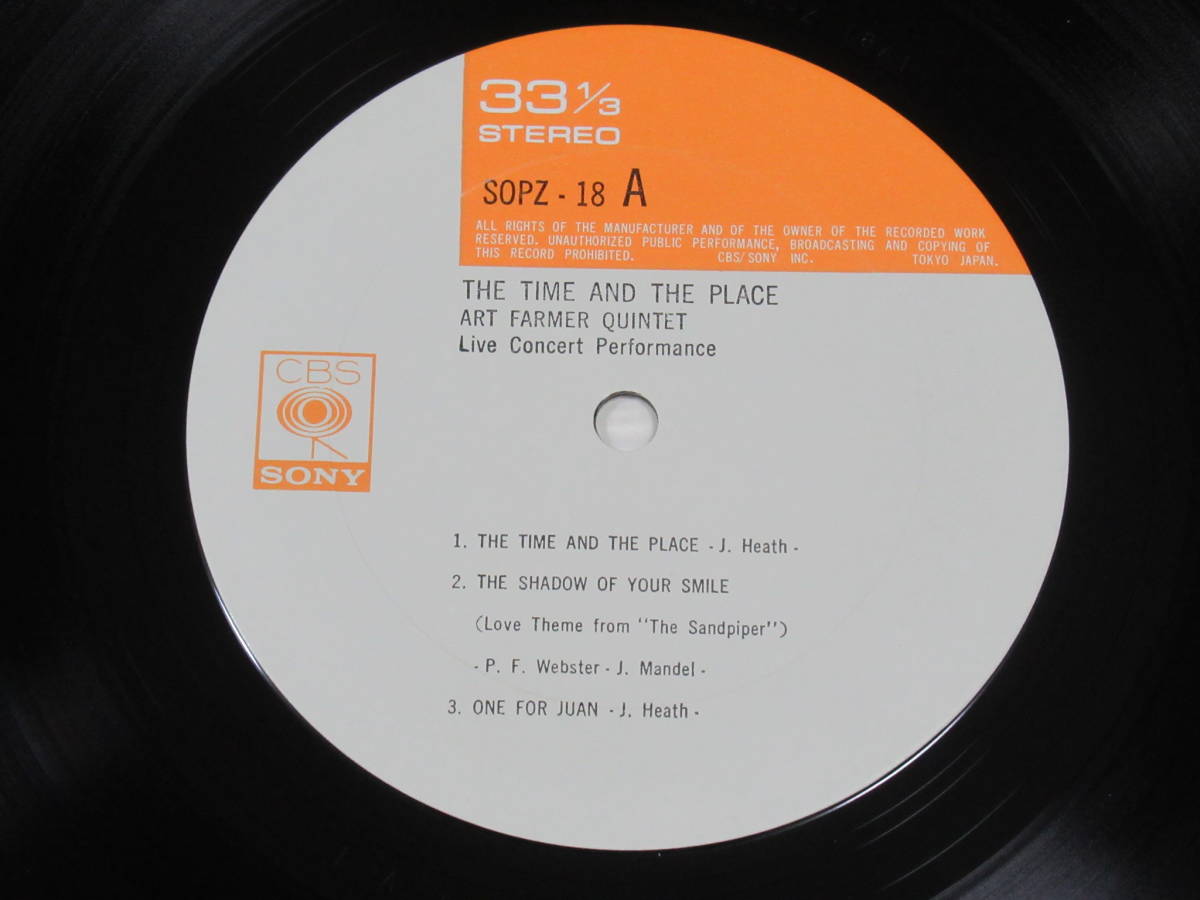 33 1/3
STEREO
SOPZ - 18 A
ALL RIGHTS OF THE MANUFACTURER AND OF THE OWNER OF THE RECORDED WORK
RESERVED. UNAUTHORIZED PUBLIC PERFORMANCE, BROADCASTING AND COPYING OF
THIS RECORD PROHIBITED. CBS/SONY INC. TOKYO JAPAN.
THE TIME AND THE PLACE
ART FARMER QUINTET
Live Concert Performance
CBS
SONY
1. THE TIME AND THE PLACE - J. Heath -
2. THE SHADOW OF YOUR SMILE
(Love Theme from "The Sandpiper")
- P. F. Webster - J. Mandel -
3. ONE FOR JUAN - J. Heath -